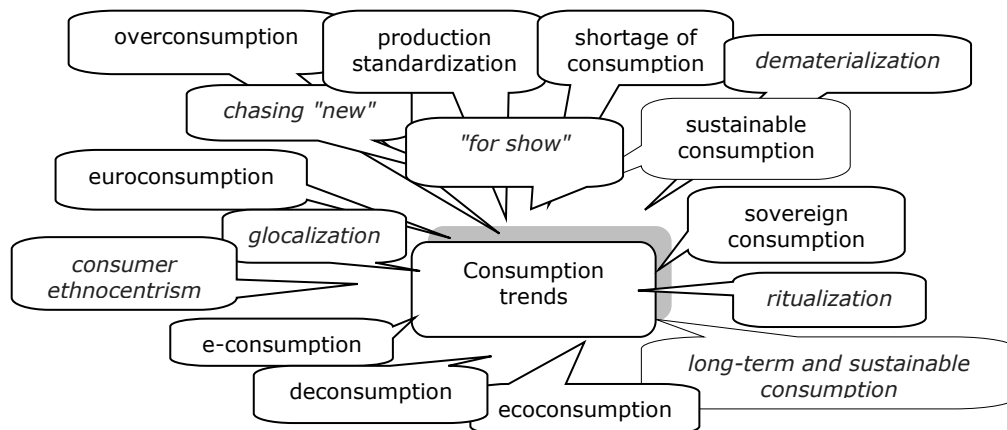 overconsumption
production
standardization
shortage of
consumption
dematerialization
chasing "new"
"for show"
sustainable
consumption
euroconsumption
sovereign
consumption
glocalization
consumer
ethnocentrism
Consumption
trends
ritualization
e-consumption
long-term and sustainable
consumption
deconsumption
ecoconsumption